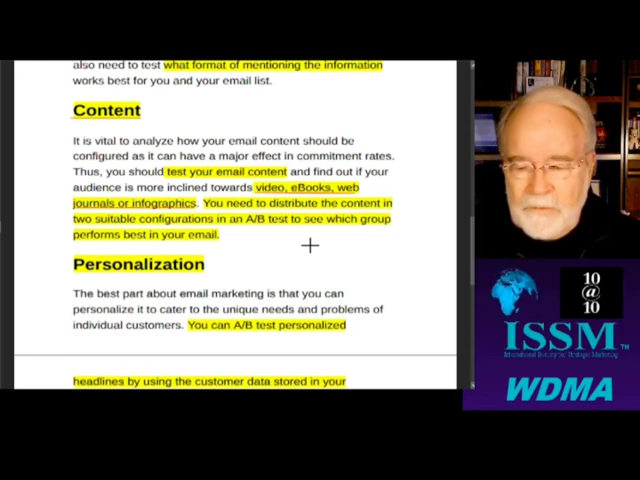 also need to test what format of mentioning the information
works best for you and your email list.
Content
It is vital to analyze how your email content should be
configured as it can have a major effect in commitment rates.
Thus, you should test your email content and find out if your
audience is more inclined towards video, eBooks, web
journals or infographics. You need to distribute the content in
two suitable configurations in an A/B test to see which group
performs best in your email.
Personalization
The best part about email marketing is that you can
personalize it to cater to the unique needs and problems of
individual customers. You can A/B test personalized
headlines by using the customer data stored in your
10
@
10
ISSM TM
International Society for Strategic Marketing
WDMA